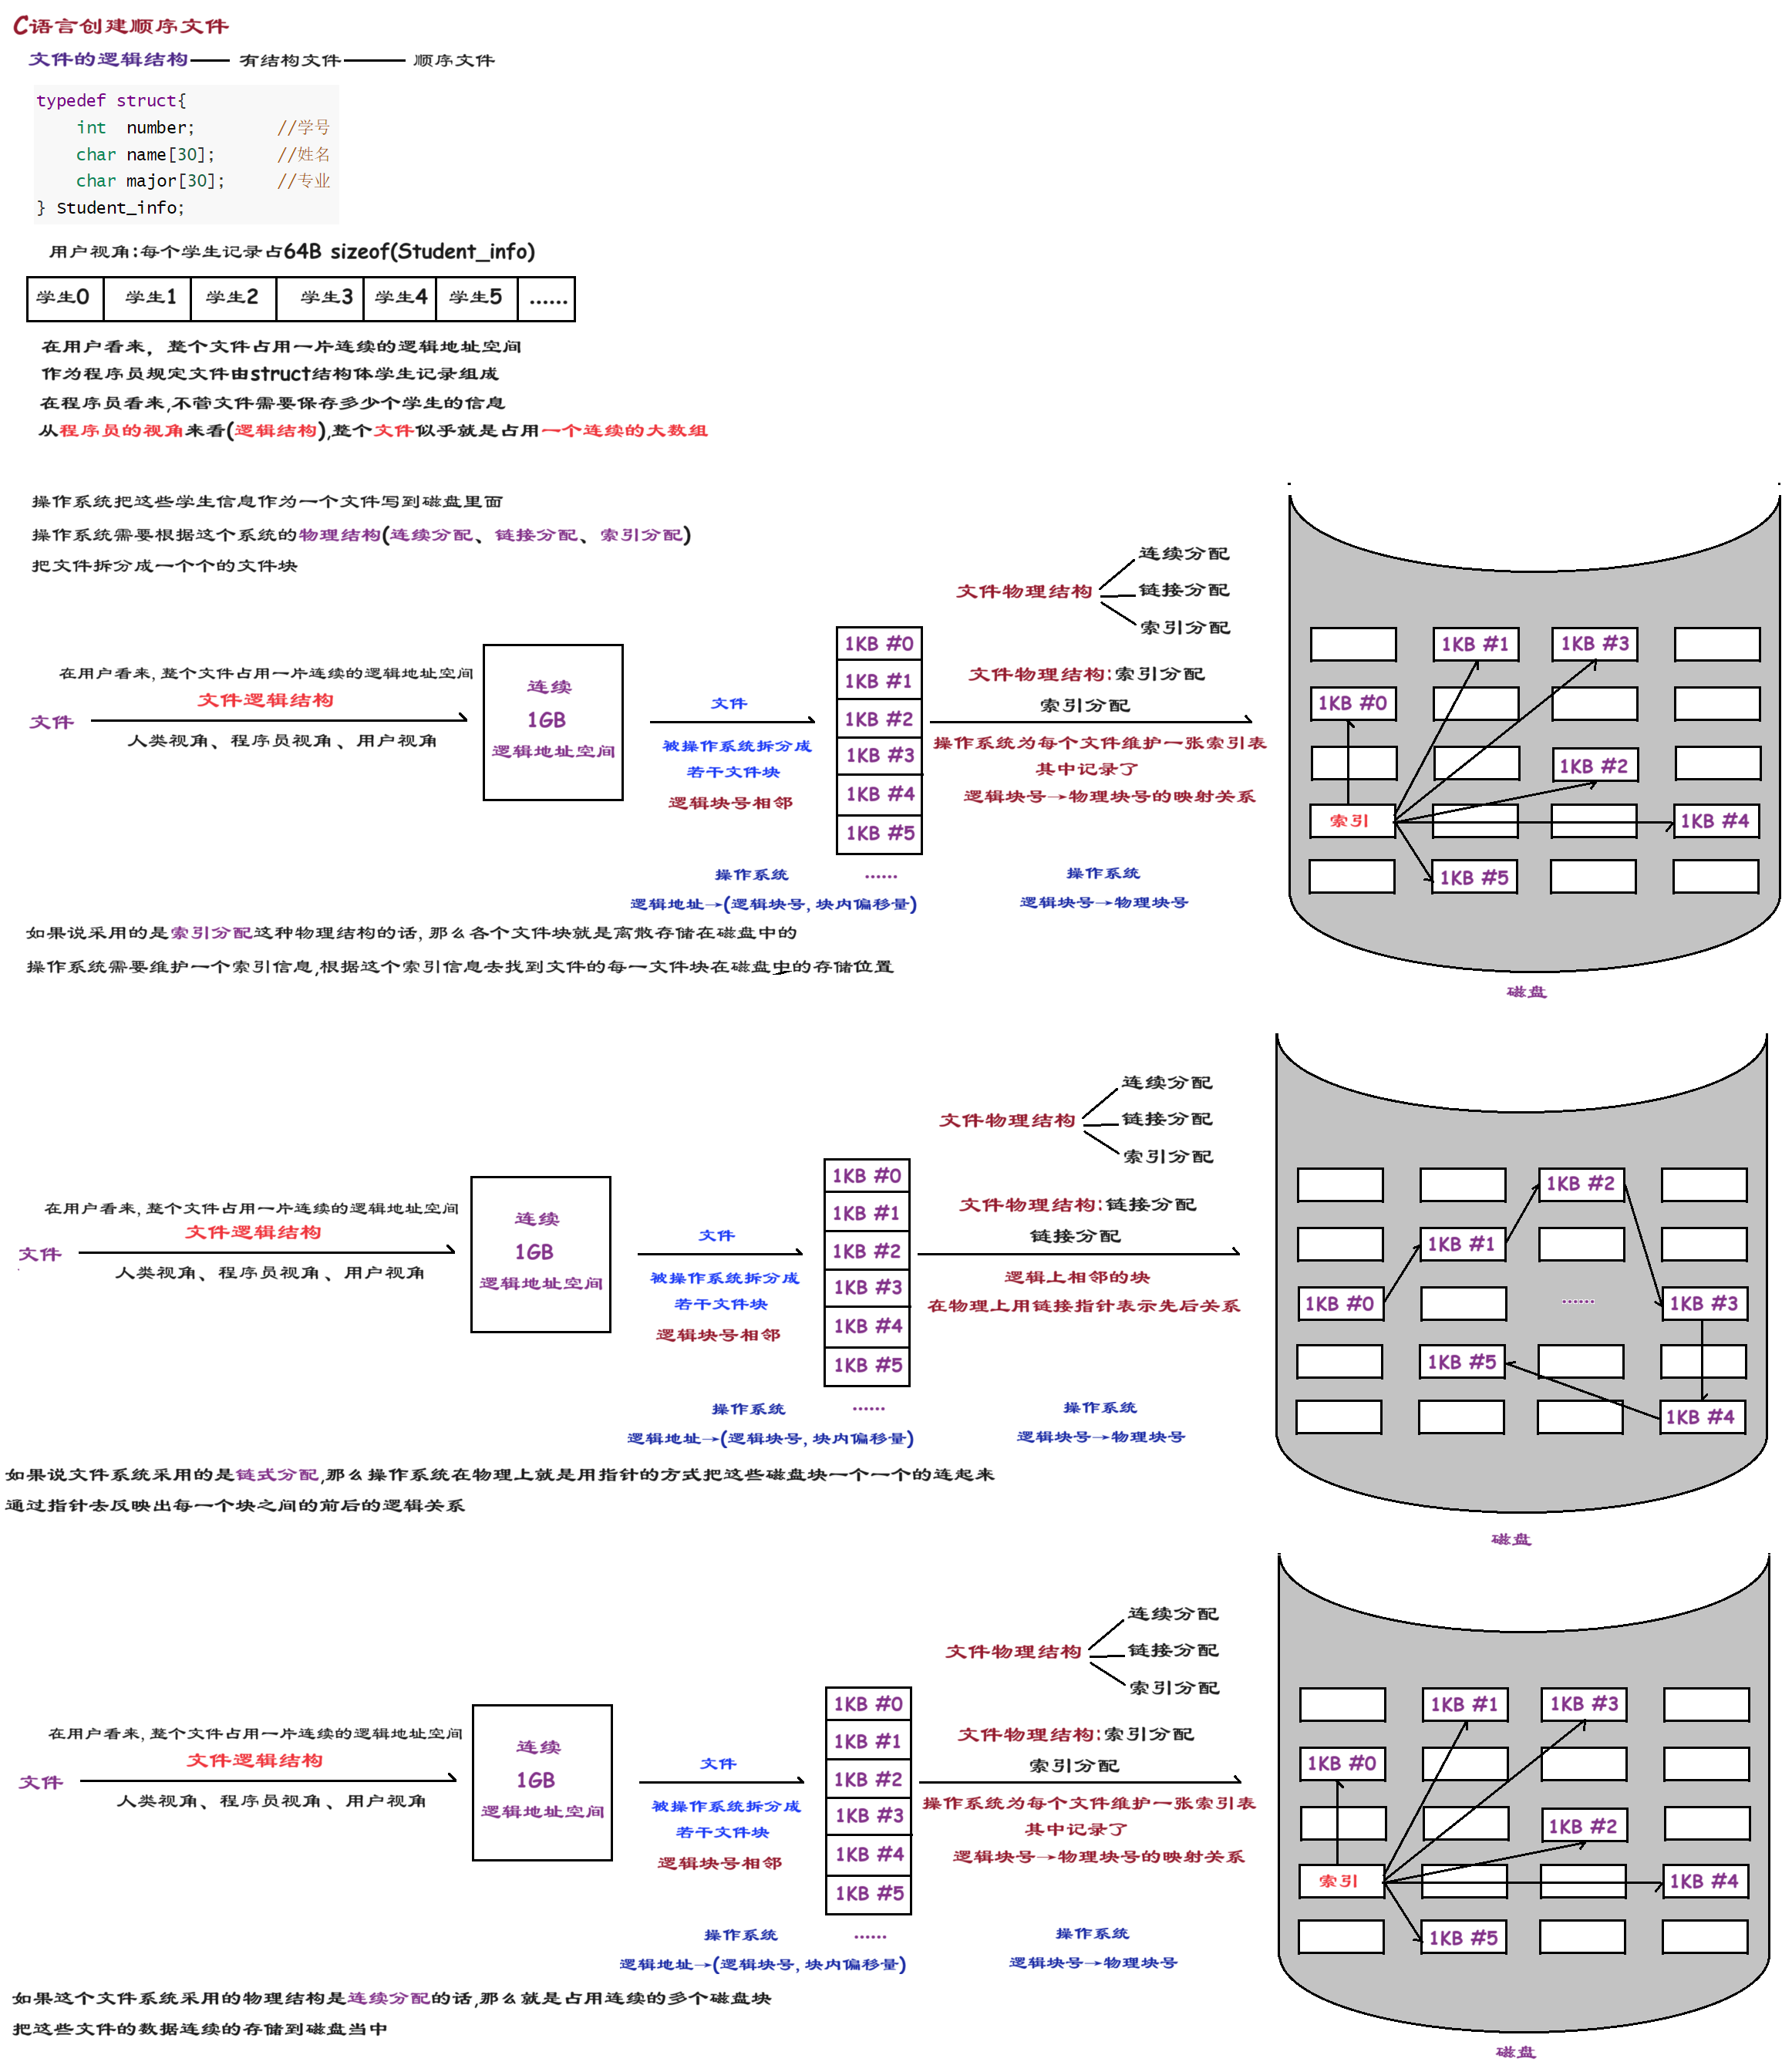 C语言创建顺序文件
文件的逻辑结构 有结构文件 顺序文件
typedef struct{
int number; //学号
char name[30]; //姓名
char major[30]; //专业
} Student_info;
用户视角:每个学生记录占64B sizeof(Student_info)
学生0 学生1 学生2 学生3 学生4 学生5 ......
在用户看来，整个文件占用一片连续的逻辑地址空间
作为程序员规定文件由struct结构体学生记录组成
在程序员看来,不管文件需要保存多少个学生的信息
从程序员的视角来看(逻辑结构),整个文件似乎就是占用一个连续的大数组
操作系统把这些学生信息作为一个文件写到磁盘里面
操作系统需要根据这个系统的物理结构(连续分配、链接分配、索引分配)
把文件拆分成一个个的文件块
文件物理结构
连续分配
链接分配
索引分配
在用户看来, 整个文件占用一片连续的逻辑地址空间
文件逻辑结构
文件
人类视角、程序员视角、用户视角
连续
1GB
逻辑地址空间
文件
被操作系统拆分成
若干文件块
逻辑块号相邻
1KB #0
1KB #1
1KB #2
1KB #3
1KB #4
1KB #5
......
操作系统
逻辑地址→(逻辑块号, 块内偏移量)
文件物理结构:索引分配
索引分配
操作系统为每个文件维护一张索引表
其中记录了
逻辑块号→物理块号的映射关系
操作系统
逻辑块号→物理块号
1KB #1 1KB #3
1KB #0
1KB #2
索引 1KB #4
1KB #5
磁盘
如果说采用的是索引分配这种物理结构的话, 那么各个文件块就是离散存储在磁盘中的
操作系统需要维护一个索引信息,根据这个索引信息去找到文件的每一文件块在磁盘中的存储位置
文件物理结构
连续分配
链接分配
索引分配
在用户看来, 整个文件占用一片连续的逻辑地址空间
文件逻辑结构
文件
人类视角、程序员视角、用户视角
连续
1GB
逻辑地址空间
文件
被操作系统拆分成
若干文件块
逻辑块号相邻
1KB #0
1KB #1
1KB #2
1KB #3
1KB #4
1KB #5
......
操作系统
逻辑地址→(逻辑块号, 块内偏移量)
文件物理结构:链接分配
链接分配
逻辑上相邻的块
在物理上用链接指针表示先后关系
操作系统
逻辑块号→物理块号
1KB #2
1KB #1
1KB #0 ...... 1KB #3
1KB #5
1KB #4
磁盘
如果说文件系统采用的是链式分配,那么操作系统在物理上就是用指针的方式把这些磁盘块一个一个的连起来
通过指针去反映出每一个块之间的前后的逻辑关系
文件物理结构
连续分配
链接分配
索引分配
在用户看来, 整个文件占用一片连续的逻辑地址空间
文件逻辑结构
文件
人类视角、程序员视角、用户视角
连续
1GB
逻辑地址空间
文件
被操作系统拆分成
若干文件块
逻辑块号相邻
1KB #0
1KB #1
1KB #2
1KB #3
1KB #4
1KB #5
......
操作系统
逻辑地址→(逻辑块号, 块内偏移量)
文件物理结构:索引分配
索引分配
操作系统为每个文件维护一张索引表
其中记录了
逻辑块号→物理块号的映射关系
操作系统
逻辑块号→物理块号
1KB #1 1KB #3
1KB #0
1KB #2
索引 1KB #4
1KB #5
磁盘
如果这个文件系统采用的物理结构是连续分配的话,那么就是占用连续的多个磁盘块
把这些文件的数据连续的存储到磁盘当中